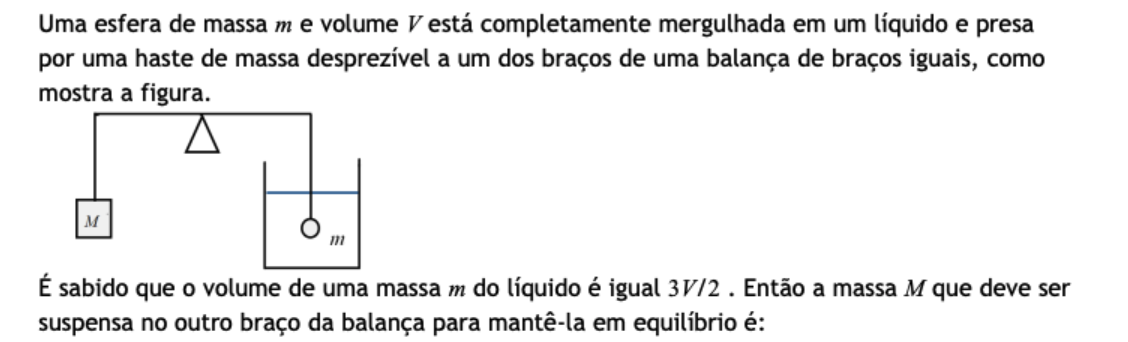 Uma esfera de massa m e volume V está completamente mergulhada em um líquido e presa
por uma haste de massa desprezível a um dos braços de uma balança de braços iguais, como
mostra a figura.
M
m
É sabido que o volume de uma massa m do líquido é igual 3V/2 . Então a massa M que deve ser
suspensa no outro braço da balança para mantê-la em equilíbrio é: